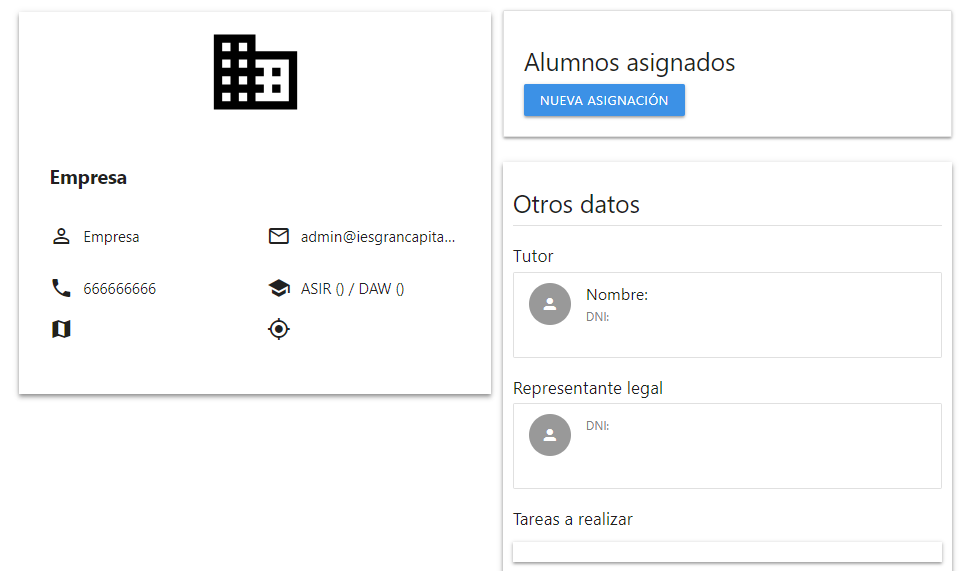 Empresa
Empresa
admin@iesgrancapita...
666666666
ASIR () / DAW ()
Alumnos asignados
NUEVA ASIGNACIÓN
Otros datos
Tutor
Nombre:
DNI:
Representante legal
DNI:
Tareas a realizar